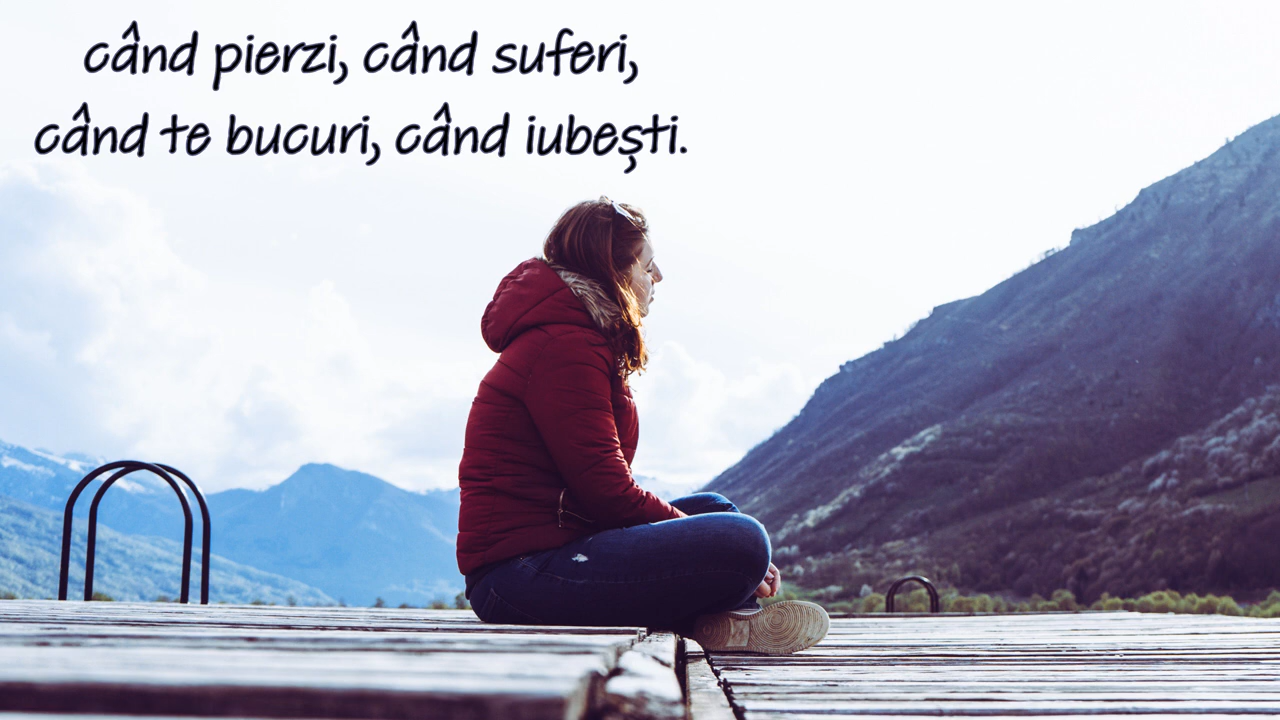 când pierzi, când suferi,
când te bucuri, când iubești.